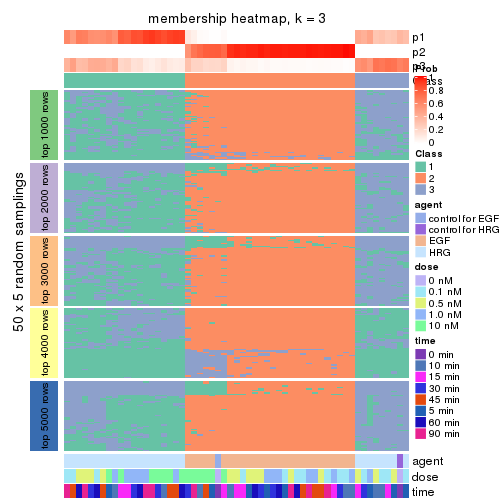 membership heatmap, k = 3
p1
p2
p3
Class
50 x 5 random samplings
top 1000 rows
top 2000 rows
top 3000 rows
top 4000 rows
top 5000 rows
agent
dose
time
Prob
1
0.8
0.6
0.4
0.2
0
Class
1
2
3
agent
control for EGF
control for HRG
EGF
HRG
dose
0 nM
0.1 nM
0.5 nM
1.0 nM
10 nM
time
0 min
10 min
15 min
30 min
45 min
5 min
60 min
90 min